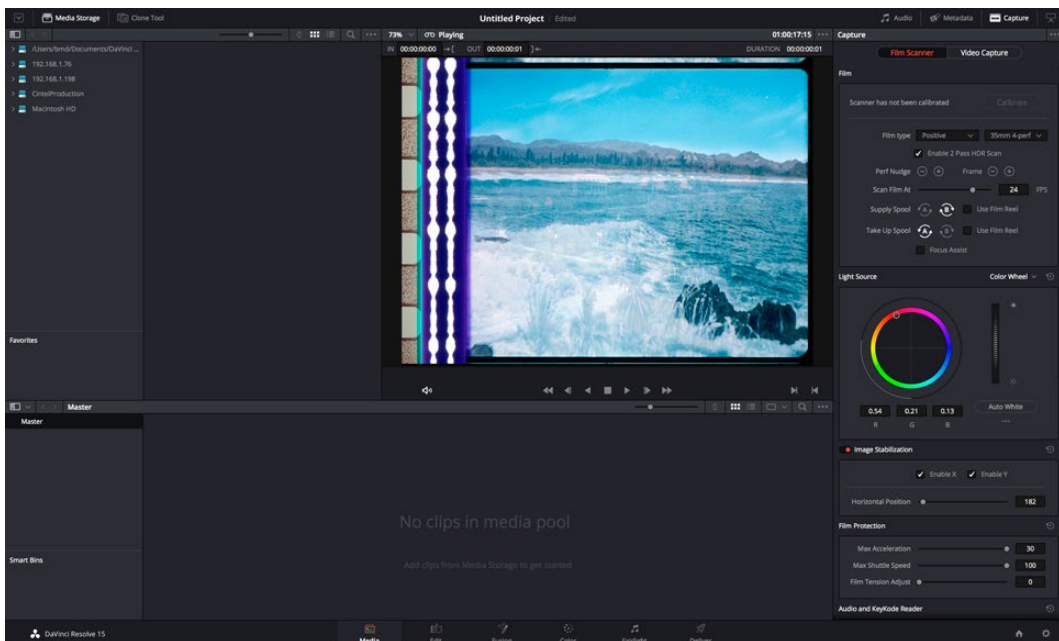 Media Storage Clone Tool Untitled Project Edited Audio Metadata Capture
73% Playing 01:00:17:15 Capture
IN 00:00:00:00 OUT 00:00:00:01 DURATION 00:00:00:01
/Users/bmd/Documents/DaVinci ...
192.168.1.76
192.168.1.198
CintelProduction
Macintosh HD
Favorites
Film Scanner Video Capture
Film
Scanner has not been calibrated Calibrate
Film type Positive 35mm 4-perf
Enable 2 Pass HDR Scan
Perf Nudge Frame
Scan Film At 24 FPS
Supply Spool A B Use Film Reel
Take Up Spool A B Use Film Reel
Focus Assist
Light Source Color Wheel
0.54 0.21 0.13 Auto White
R G B
Image Stabilization
Enable X Enable Y
Horizontal Position 182
Film Protection
Max Acceleration 30
Max Shuttle Speed 100
Film Tension Adjust 0
Audio and KeyKode Reader
Master
Master
No clips in media pool
Add clips from Media Storage to get started
Smart Bins
DaVinci Resolve 15 Media Edit Fusion Color Fairlight Deliver